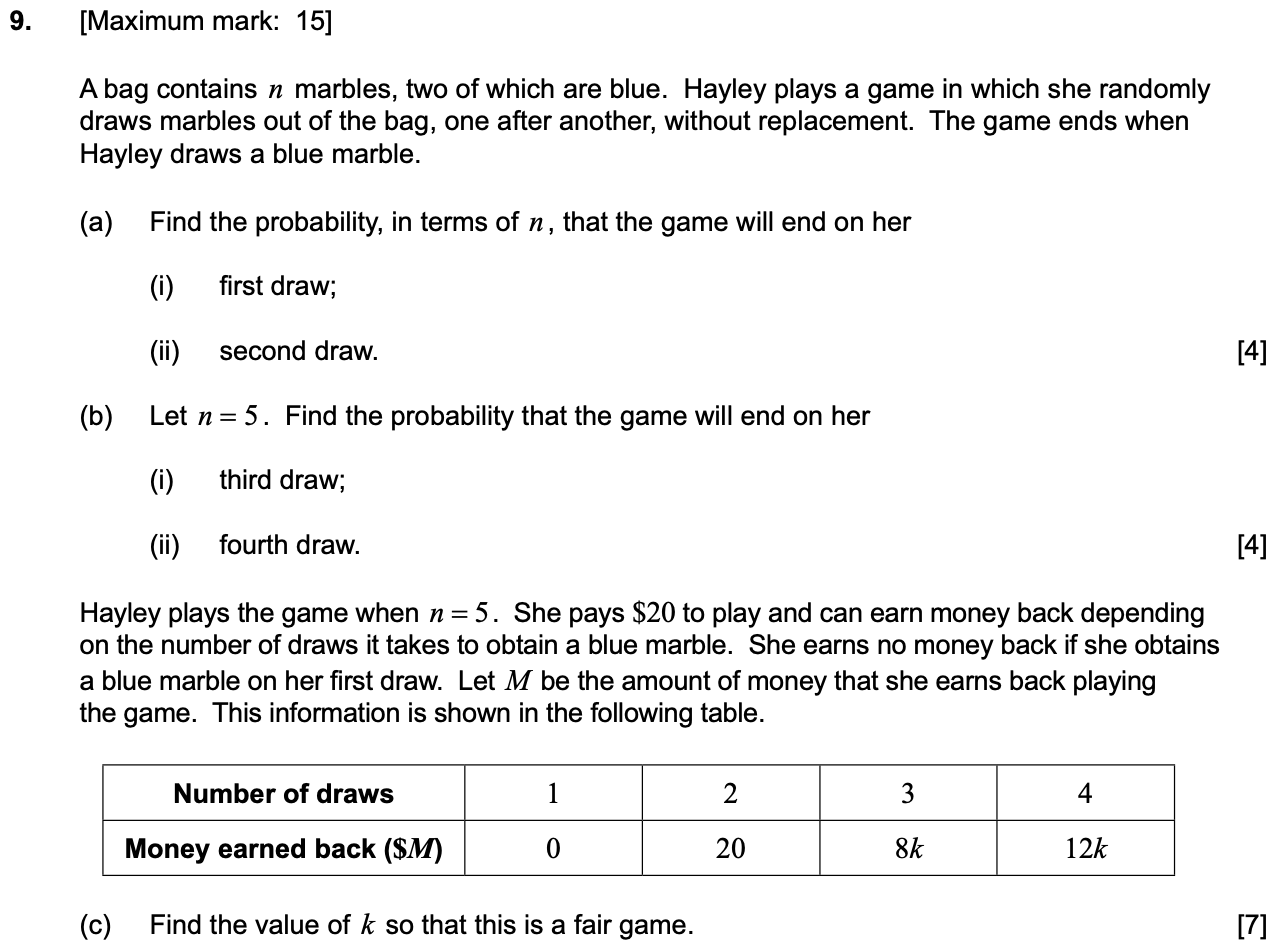 9. [Maximum mark: 15]
A bag contains n marbles, two of which are blue. Hayley plays a game in which she randomly
draws marbles out of the bag, one after another, without replacement. The game ends when
Hayley draws a blue marble.
(a) Find the probability, in terms of n, that the game will end on her
(i) first draw;
(ii) second draw. [4]
(b) Let n = 5. Find the probability that the game will end on her
(i) third draw;
(ii) fourth draw. [4]
Hayley plays the game when n = 5. She pays $20 to play and can earn money back depending
on the number of draws it takes to obtain a blue marble. She earns no money back if she obtains
a blue marble on her first draw. Let M be the amount of money that she earns back playing
the game. This information is shown in the following table.
Number of draws 1 2 3 4
Money earned back ($M) 0 20 8k 12k
(c) Find the value of k so that this is a fair game. [7]